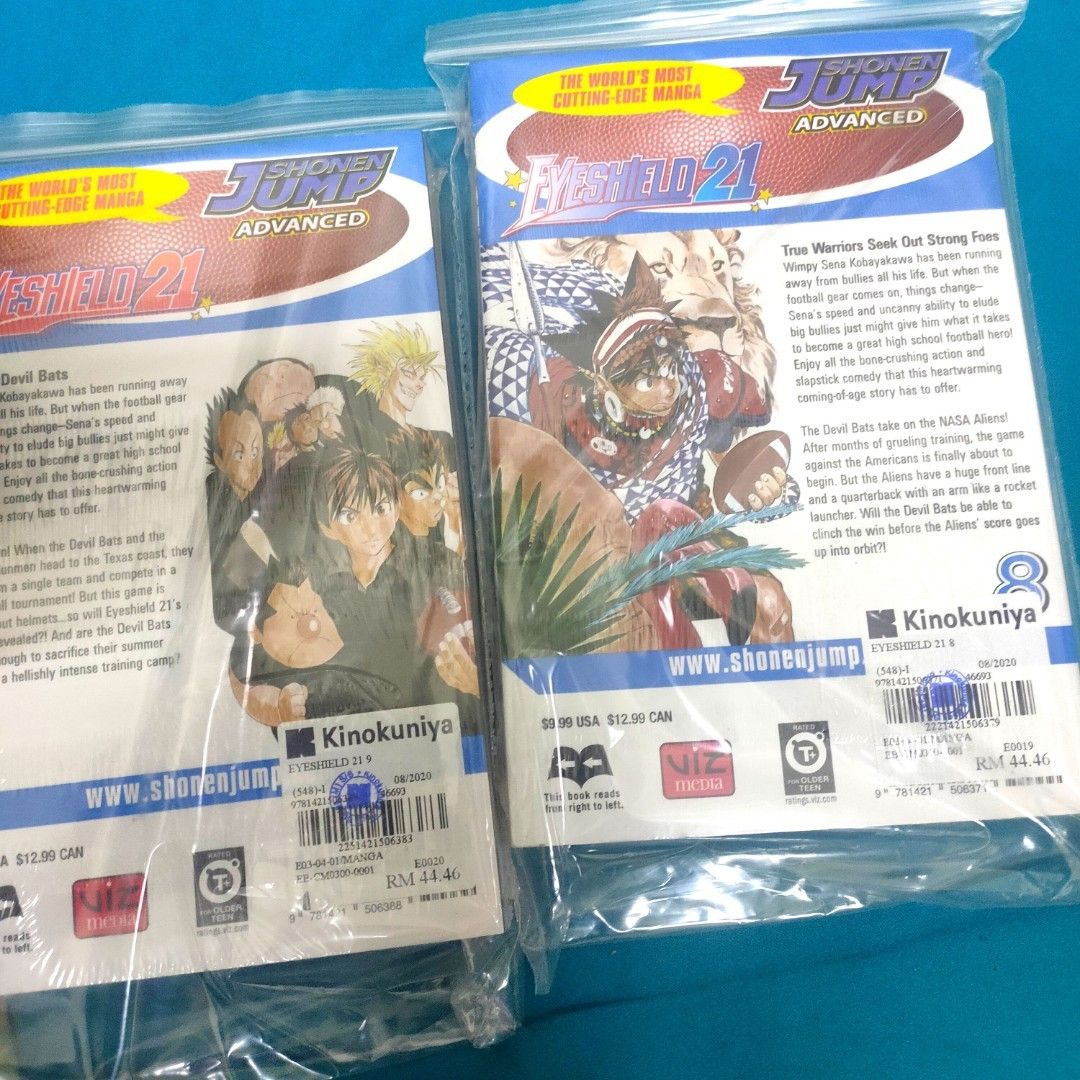 THE WORLD'S MOST
CUTTING-EDGE MANGA
SHONEN
JUMP
ADVANCED
EYESHIELD 21
Devil Bats
Kobayakawa has been running away
ll his life. But when the football gear
ngs change—Sena's speed and
ty to elude big bullies just might give
akes to become a great high school
Enjoy all the bone-crushing action
comedy that this heartwarming
e story has to offer.
n! When the Devil Bats and the
unmen head to the Texas coast, they
m a single team and compete in a
ll tournament! But this game is
ut helmets...so will Eyeshield 21's
evealed?! And are the Devil Bats
ough to sacrifice their summer
a hellishly intense training camp?
www.shonenjump
Kinokuniya
EYESHIELD 21 9
(548)-I
08/2020
46693
2251421506383
E03-04-01/MANGA
E0020
RM 44.46
9 781421 506388
A $12.99 CAN
reads
to left.
VIZ
media
RATED
T+
FOR OLDER
TEEN
ratings.viz.com
THE WORLD'S MOST
CUTTING-EDGE MANGA
SHONEN
JUMP
ADVANCED
EYESHIELD 21
True Warriors Seek Out Strong Foes
Wimpy Sena Kobayakawa has been running
away from bullies all his life. But when the
football gear comes on, things change—
Sena's speed and uncanny ability to elude
big bullies just might give him what it takes
to become a great high school football hero!
Enjoy all the bone-crushing action and
slapstick comedy that this heartwarming
coming-of-age story has to offer.
The Devil Bats take on the NASA Aliens!
After months of grueling training, the game
against the Americans is finally about to
begin. But the Aliens have a huge front line
and a quarterback with an arm like a rocket
launcher. Will the Devil Bats be able to
clinch the win before the Aliens' score goes
up into orbit?!
8
www.shonenjump.
Kinokuniya
EYESHIELD 21 8
(548)-I
08/2020
46693
2221421506379
E0019
RM 44.46
9 781421 506371
$9.99 USA $12.99 CAN
This book reads
from right to left.
VIZ
media
RATED
T+
FOR OLDER
TEEN
ratings.viz.com